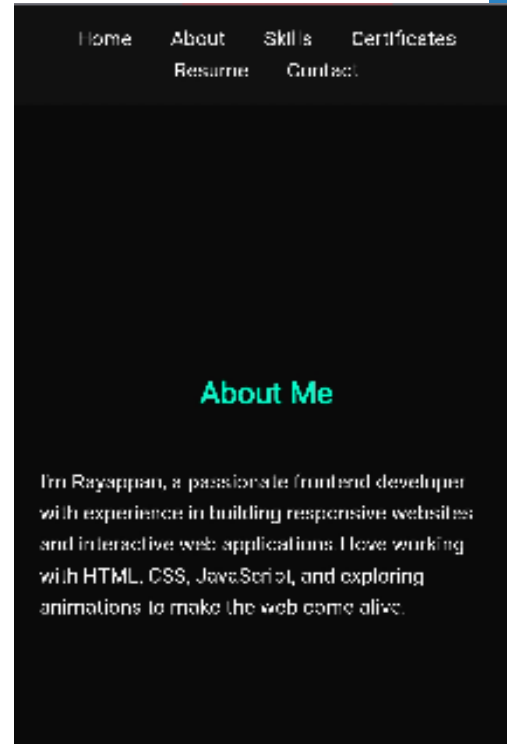 Home About Skills Certificates
Resume Contact
About Me
I'm Rayappan, a passionate frontend developer
with experience in building responsive websites
and interactive web applications. I love working
with HTML, CSS, JavaScript, and exploring
animations to make the web come alive.